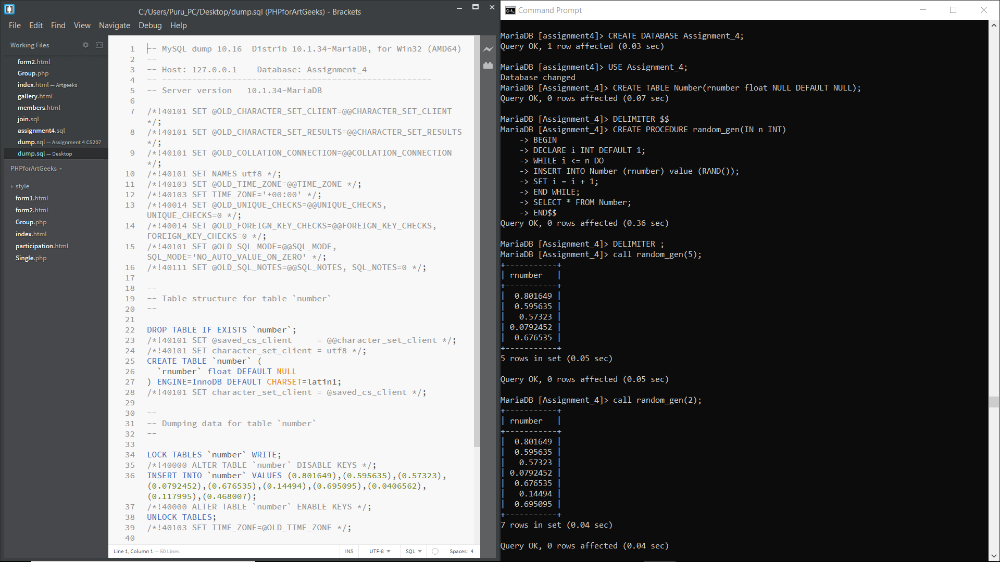 C:/Users/Puru_PC/Desktop/dump.sql (PHPforArtGeeks) - Brackets
File Edit Find View Navigate Debug Help
Working Files
form2.html
Group.php
index.html — Artgeeks
gallery.html
members.html
join.sql
assignment4.sql
dump.sql — Assignment 4 CS207
dump.sql — Desktop
PHPforArtGeeks
style
form1.html
form2.html
Group.php
index.html
participation.html
Single.php
1 -- MySQL dump 10.16  Distrib 10.1.34-MariaDB, for Win32 (AMD64)
2 --
3 -- Host: 127.0.0.1    Database: Assignment_4
4 -- ------------------------------------------------------
5 -- Server version   10.1.34-MariaDB
6
7 /*!40101 SET @OLD_CHARACTER_SET_CLIENT=@@CHARACTER_SET_CLIENT
*/;
8 /*!40101 SET @OLD_CHARACTER_SET_RESULTS=@@CHARACTER_SET_RESULTS
*/;
9 /*!40101 SET @OLD_COLLATION_CONNECTION=@@COLLATION_CONNECTION
*/;
10 /*!40101 SET NAMES utf8 */;
11 /*!40103 SET @OLD_TIME_ZONE=@@TIME_ZONE */;
12 /*!40103 SET TIME_ZONE='+00:00' */;
13 /*!40014 SET @OLD_UNIQUE_CHECKS=@@UNIQUE_CHECKS,
UNIQUE_CHECKS=0 */;
14 /*!40014 SET @OLD_FOREIGN_KEY_CHECKS=@@FOREIGN_KEY_CHECKS,
FOREIGN_KEY_CHECKS=0 */;
15 /*!40101 SET @OLD_SQL_MODE=@@SQL_MODE,
SQL_MODE='NO_AUTO_VALUE_ON_ZERO' */;
16 /*!40111 SET @OLD_SQL_NOTES=@@SQL_NOTES, SQL_NOTES=0 */;
17
18 --
19 -- Table structure for table `number`
20 --
21
22 DROP TABLE IF EXISTS `number`;
23 /*!40101 SET @saved_cs_client     = @@character_set_client */;
24 /*!40101 SET character_set_client = utf8 */;
25 CREATE TABLE `number` (
26   `rnumber` float DEFAULT NULL
27 ) ENGINE=InnoDB DEFAULT CHARSET=latin1;
28 /*!40101 SET character_set_client = @saved_cs_client */;
29
30 --
31 -- Dumping data for table `number`
32 --
33
34 LOCK TABLES `number` WRITE;
35 /*!40000 ALTER TABLE `number` DISABLE KEYS */;
36 INSERT INTO `number` VALUES (0.801649),(0.595635),(0.57323),
(0.0792452),(0.676535),(0.14494),(0.695095),(0.0406562),
(0.117995),(0.468007);
37 /*!40000 ALTER TABLE `number` ENABLE KEYS */;
38 UNLOCK TABLES;
39 /*!40103 SET TIME_ZONE=@OLD_TIME_ZONE */;
40
Line 1, Column 1 — 50 Lines
INS UTF-8 SQL Spaces: 4
Command Prompt
MariaDB [assignment4]> CREATE DATABASE Assignment_4;
Query OK, 1 row affected (0.03 sec)
MariaDB [assignment4]> USE Assignment_4;
Database changed
MariaDB [Assignment_4]> CREATE TABLE Number(rnumber float NULL DEFAULT NULL);
Query OK, 0 rows affected (0.07 sec)
MariaDB [Assignment_4]> DELIMITER $$
MariaDB [Assignment_4]> CREATE PROCEDURE random_gen(IN n INT)
    -> BEGIN
    -> DECLARE i INT DEFAULT 1;
    -> WHILE i <= n DO
    -> INSERT INTO Number (rnumber) value (RAND());
    -> SET i = i + 1;
    -> END WHILE;
    -> SELECT * FROM Number;
    -> END$$
Query OK, 0 rows affected (0.36 sec)
MariaDB [Assignment_4]> DELIMITER ;
MariaDB [Assignment_4]> call random_gen(5);
+-----------+
| rnumber   |
+-----------+
|  0.801649 |
|  0.595635 |
|   0.57323 |
| 0.0792452 |
|  0.676535 |
+-----------+
5 rows in set (0.05 sec)
Query OK, 0 rows affected (0.05 sec)
MariaDB [Assignment_4]> call random_gen(2);
+-----------+
| rnumber   |
+-----------+
|  0.801649 |
|  0.595635 |
|   0.57323 |
| 0.0792452 |
|  0.676535 |
|   0.14494 |
|  0.695095 |
+-----------+
7 rows in set (0.04 sec)
Query OK, 0 rows affected (0.04 sec)